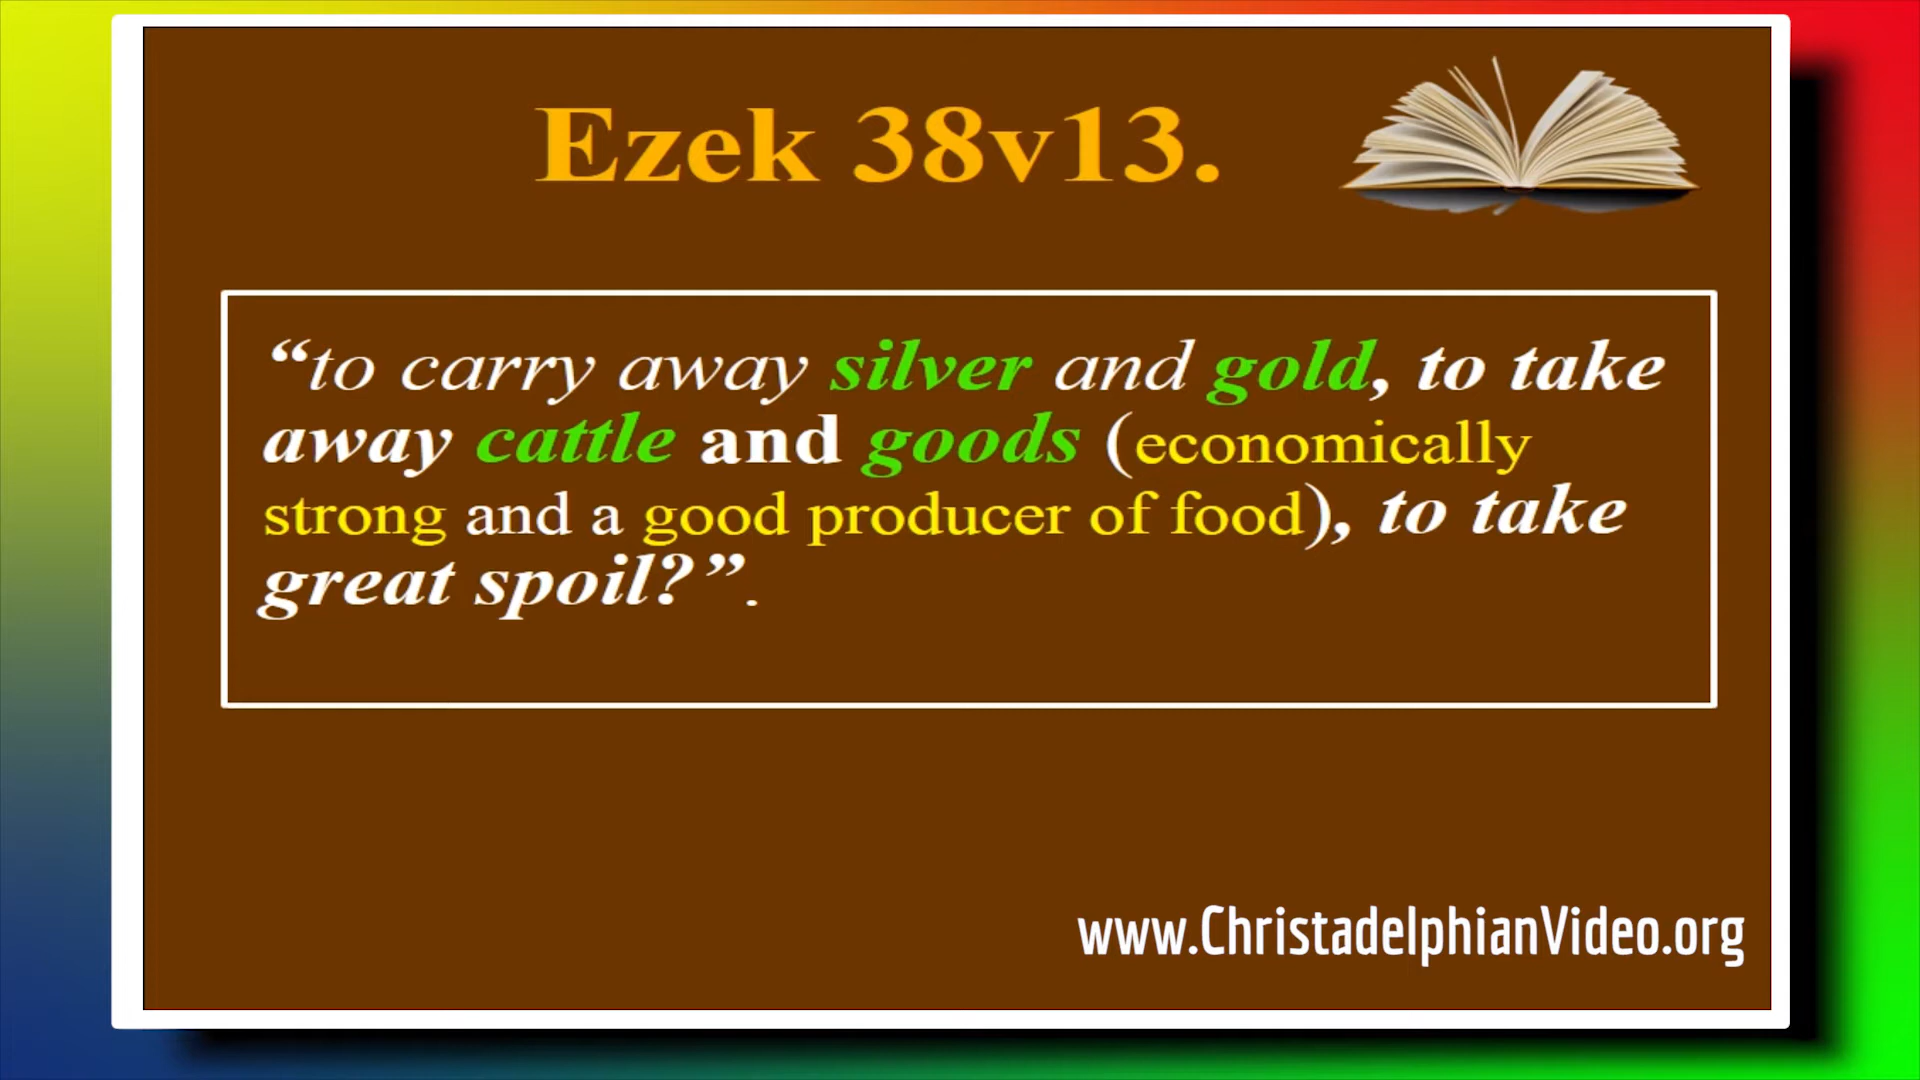 Ezek 38v13.
“to carry away silver and gold, to take
away cattle and goods (economically
strong and a good producer of food), to take
great spoil?”.
www.ChristadelphianVideo.org